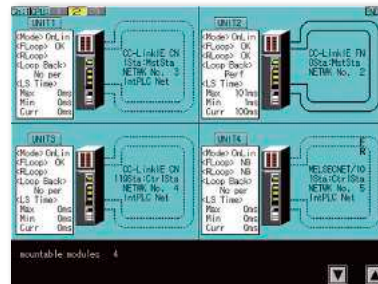 UNIT1
<Mode> OnLin
<FLoop> OK
<RLoop>
<Loop Back>
No per
<LS Time>
Max 0ms
Min 0ms
Curr 0ms
CC-LinkIE CN
1Sta:MstSta
NETWK No. 3
IntPLC Net
UNIT2
<Mode> OnLin
<FLoop> OK
<RLoop>
<Loop Back>
Perf
<LS Time>
Max 101ms
Min 1ms
Curr 100ms
CC-LinkIE FN
0Sta:MstSta
NETWK No. 2
UNIT3
<Mode> OnLin
<FLoop> OK
<RLoop>
<Loop Back>
No per
<LS Time>
Max 0ms
Min 0ms
Curr 0ms
CC-LinkIE CN
119Sta:CtrlSta
NETWK No. 4
IntPLC Net
UNIT4
<Mode> OnLin
<FLoop> NG
<RLoop> NG
<Loop Back>
No per
<LS Time>
Max 0ms
Min 0ms
Curr 0ms
MELSECNET/10
1Sta:CtrlSta
NETWK No. 5
IntPLC Net
mountable modules 4